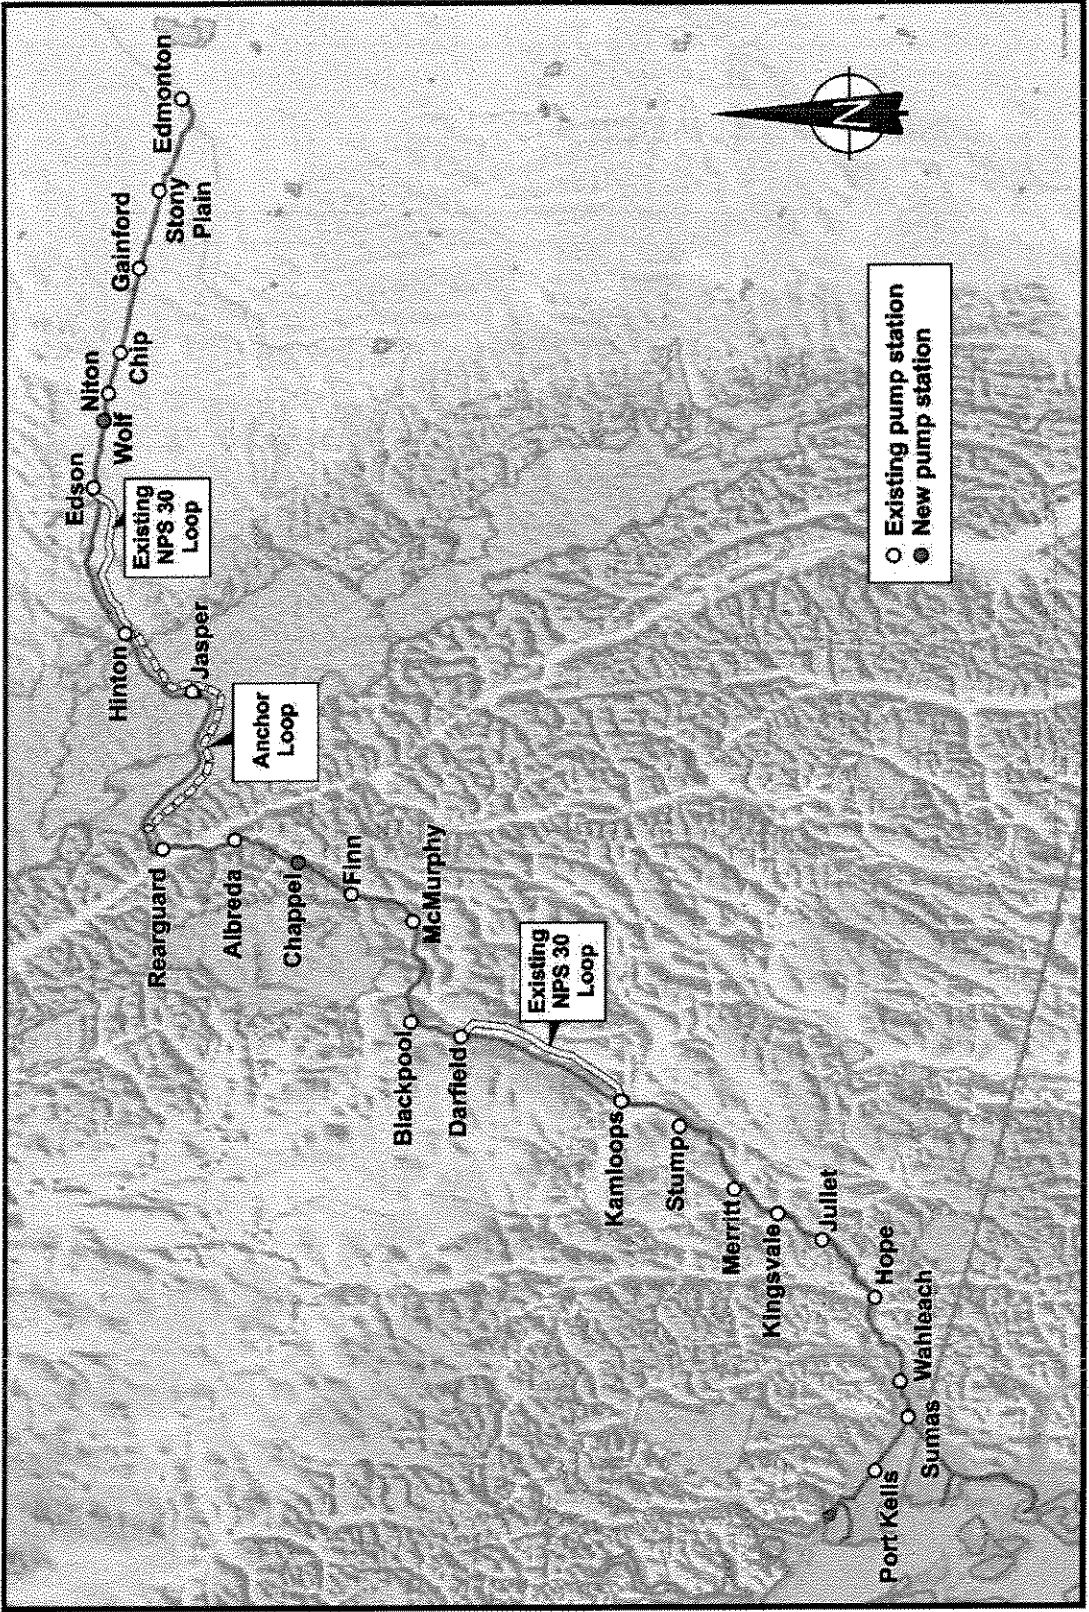 Edmonton
Stony
Plain
Gainford
Chip
Niton
Wolf
Edson
Existing
NPS 30
Loop
Hinton
Jasper
Anchor
Loop
Rearguard
Albreda
Chappel
Finn
McMurphy
Blackpool
Darfield
Existing
NPS 30
Loop
Kamloops
Stump
Merritt
Kingsvale
Juliet
Hope
Wahleach
Sumas
Port Kells
N
Existing pump station
New pump station